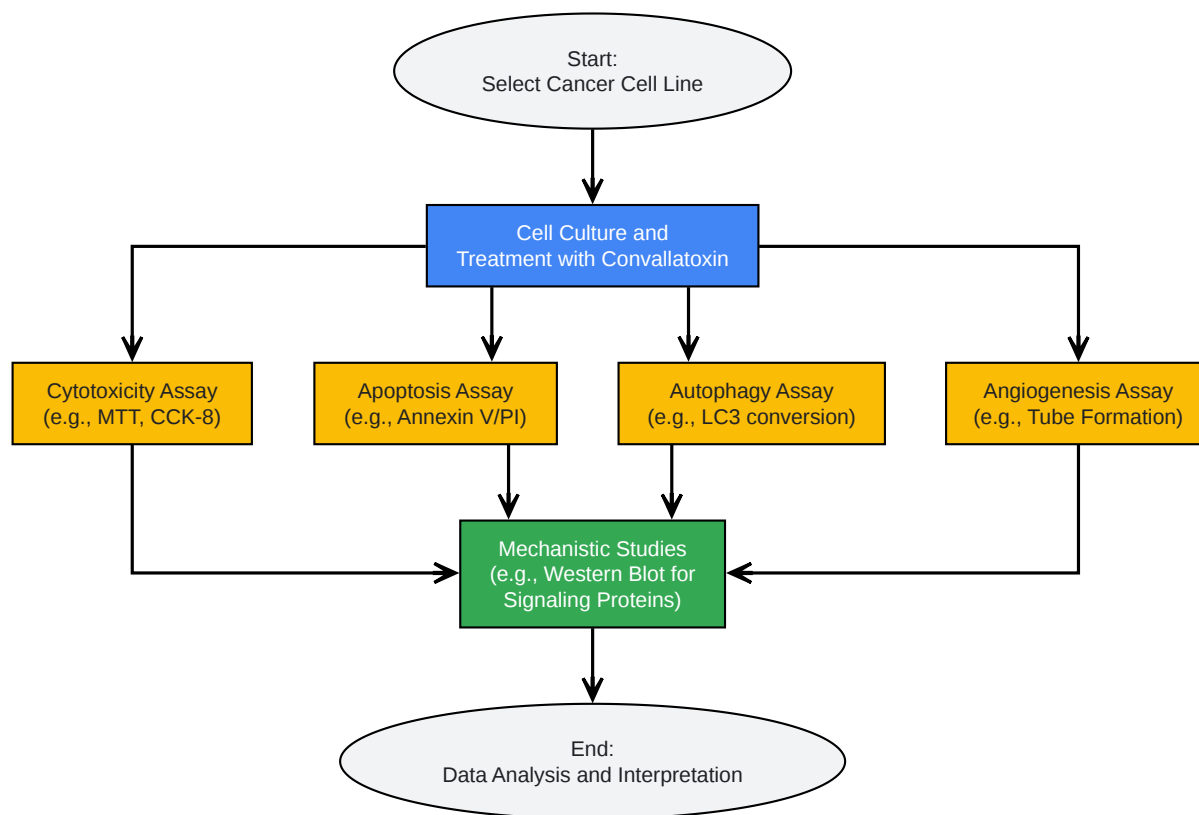 Start:
Select Cancer Cell Line
Cell Culture and
Treatment with Convallatoxin
Cytotoxicity Assay
(e.g., MTT, CCK-8)
Apoptosis Assay
(e.g., Annexin V/PI)
Autophagy Assay
(e.g., LC3 conversion)
Angiogenesis Assay
(e.g., Tube Formation)
Mechanistic Studies
(e.g., Western Blot for
Signaling Proteins)
End:
Data Analysis and Interpretation